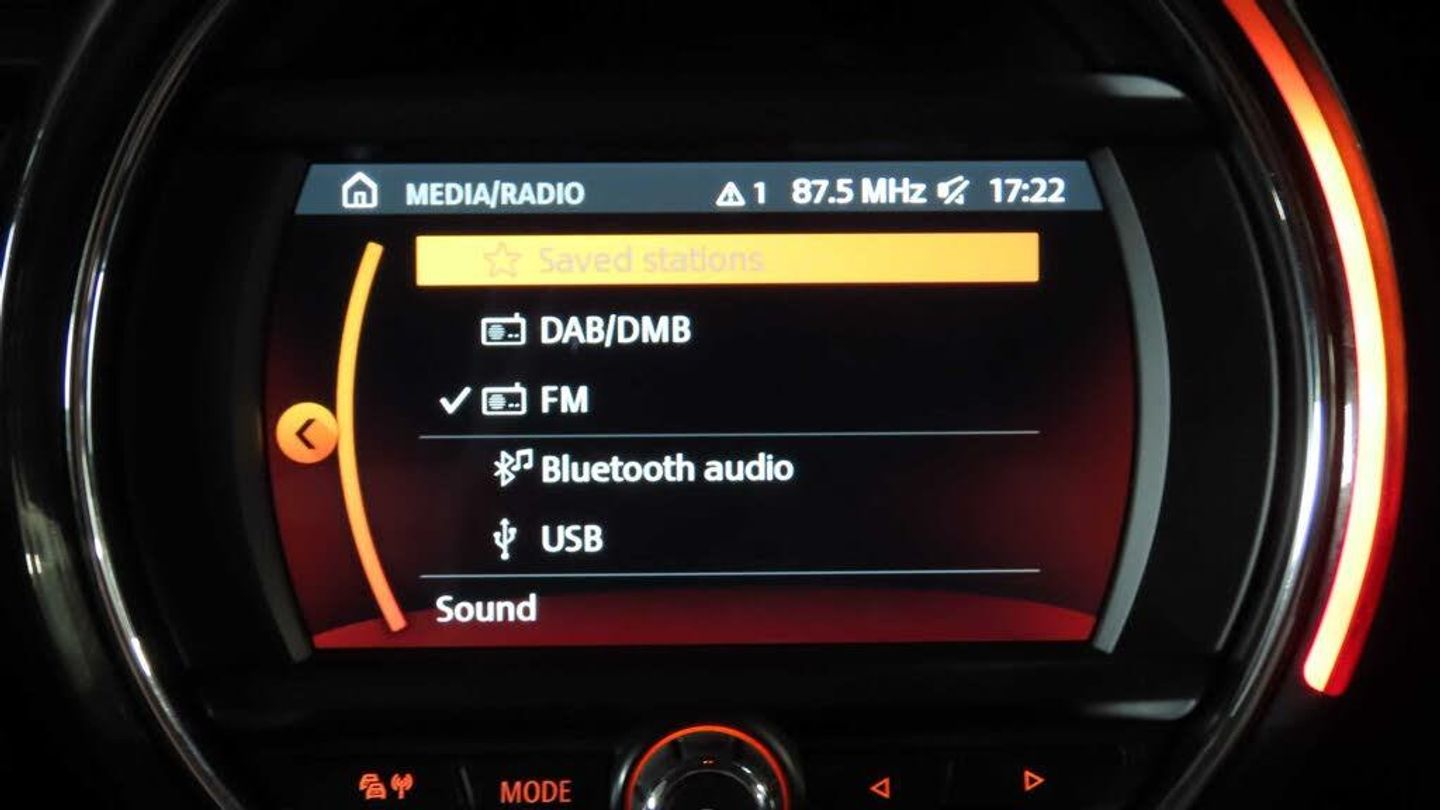 MEDIA/RADIO 1 87.5 MHz 17:22
Saved stations
DAB/DMB
FM
Bluetooth audio
USB
Sound
MODE